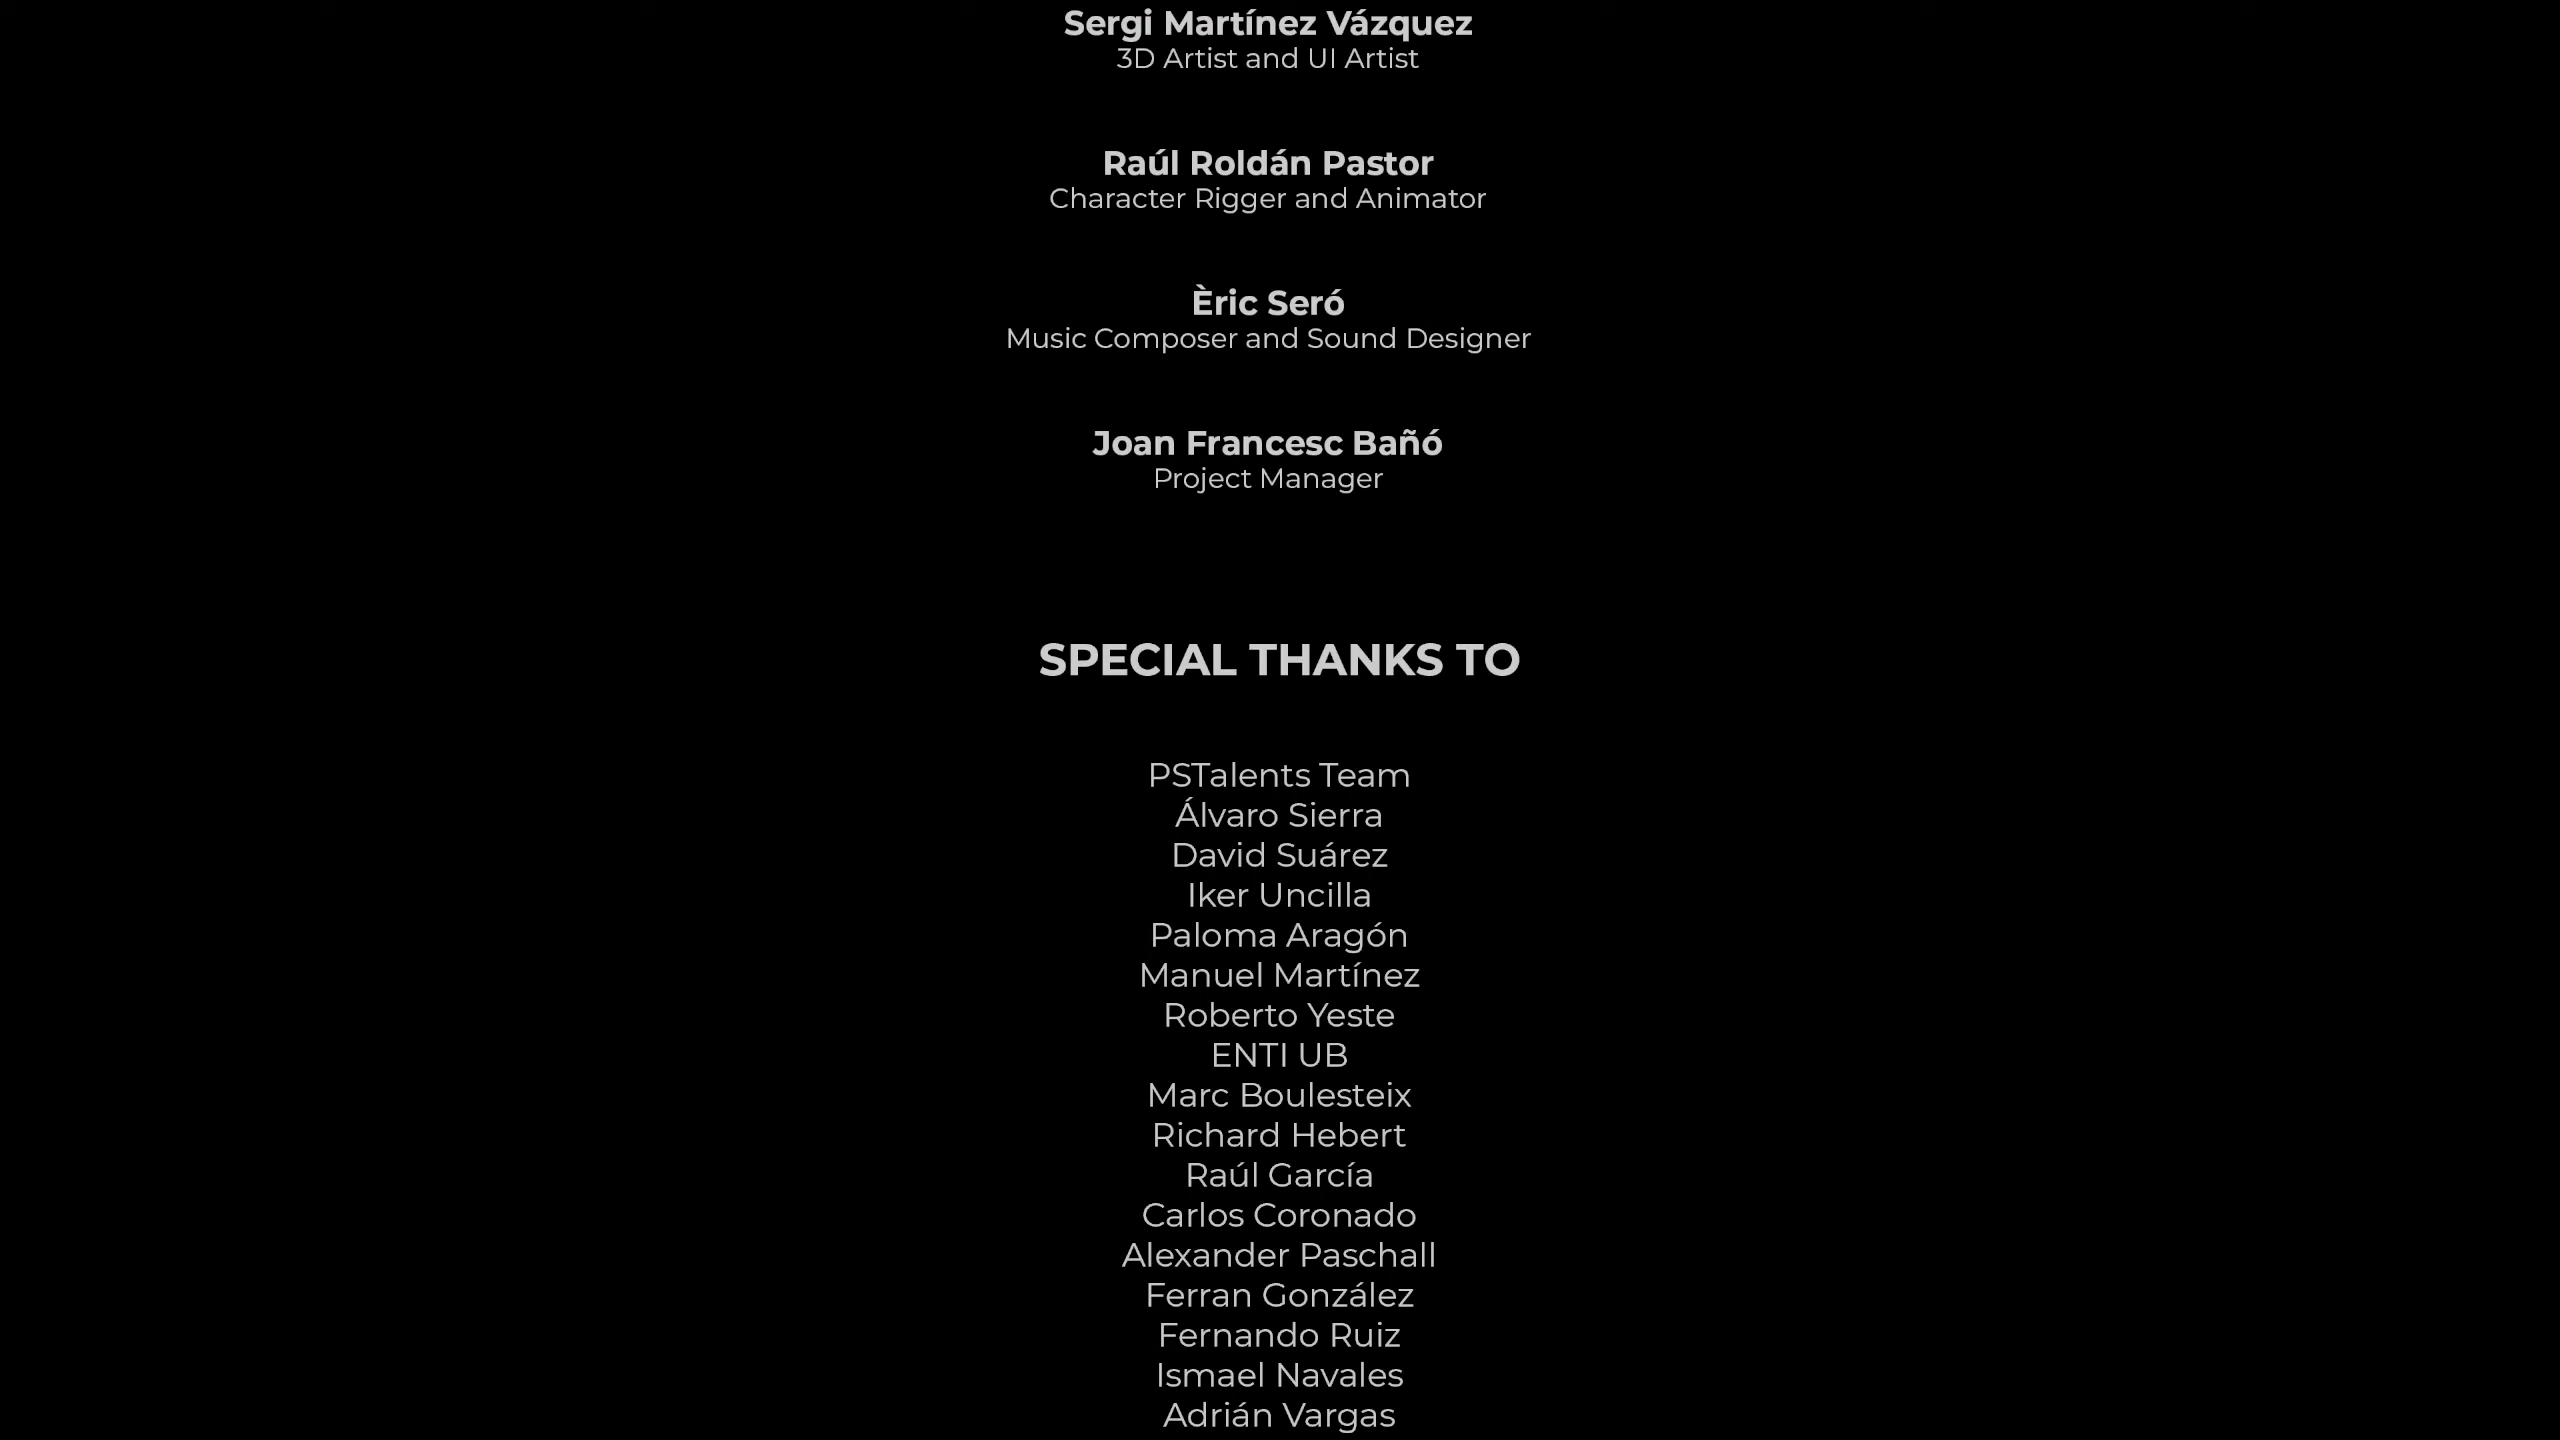 Sergi Martínez Vázquez
3D Artist and UI Artist
Raúl Roldán Pastor
Character Rigger and Animator
Èric Seró
Music Composer and Sound Designer
Joan Francesc Bañó
Project Manager
SPECIAL THANKS TO
PSTalents Team
Álvaro Sierra
David Suárez
Iker Uncilla
Paloma Aragón
Manuel Martínez
Roberto Yeste
ENTI UB
Marc Boulesteix
Richard Hebert
Raúl García
Carlos Coronado
Alexander Paschall
Ferran González
Fernando Ruiz
Ismael Navales
Adrián Vargas